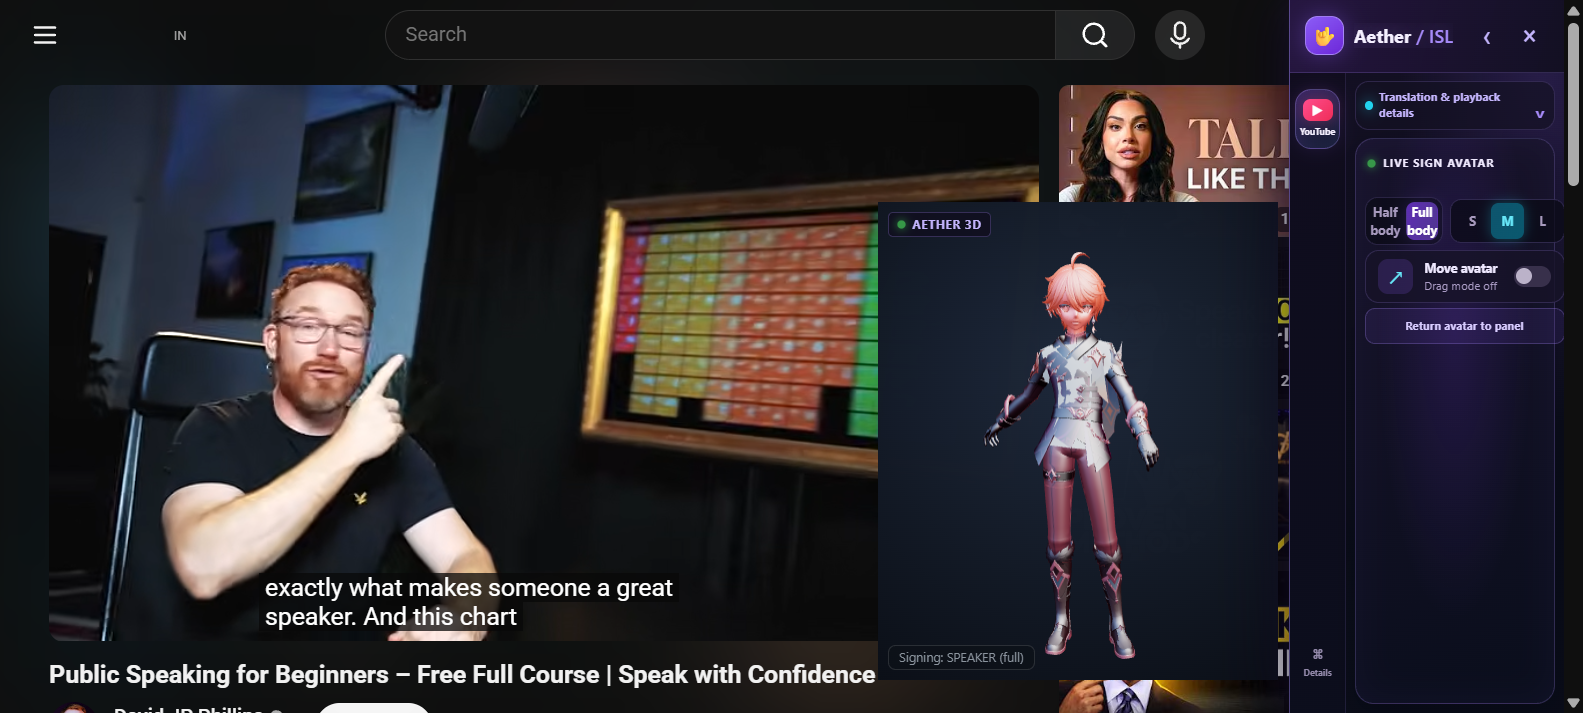 IN
Search
Aether / ISL
YouTube
Translation & playback
details
v
LIVE SIGN AVATAR
Half
body
Full
body
S
M
L
Move avatar
Drag mode off
Return avatar to panel
⌘
Details
TAL
LIKE TH
1
2
AETHER 3D
Signing: SPEAKER (full)
exactly what makes someone a great
speaker. And this chart
Public Speaking for Beginners – Free Full Course | Speak with Confidence